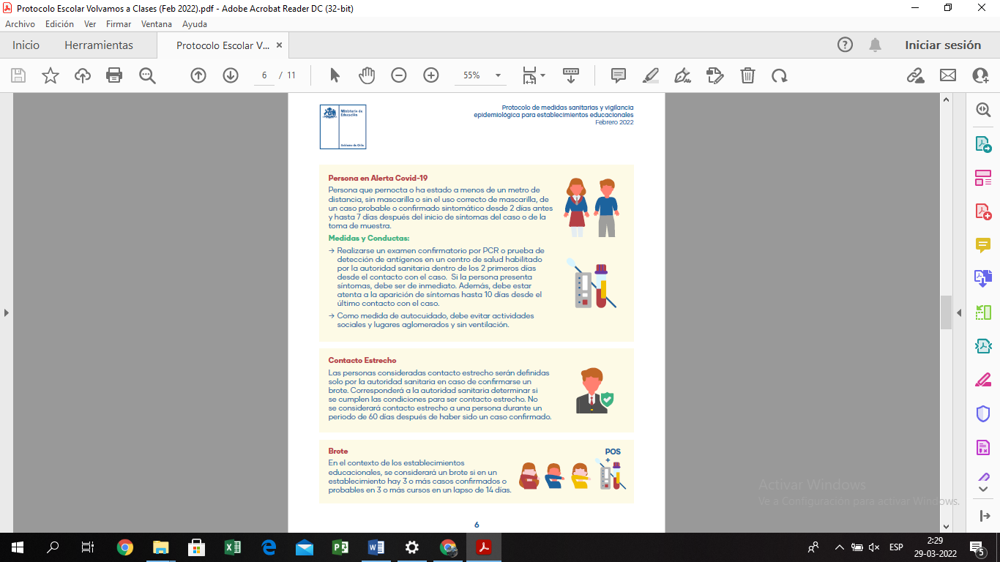 Protocolo Escolar Volvamos a Clases (Feb 2022).pdf - Adobe Acrobat Reader DC (32-bit)
Archivo Edición Ver Firmar Ventana Ayuda
Inicio Herramientas Protocolo Escolar V... × Iniciar sesión
6 / 11 55%
Ministerio de
Educación
Gobierno de Chile
Protocolo de medidas sanitarias y vigilancia
epidemiológica para establecimientos educacionales
Febrero 2022
Persona en Alerta Covid-19
Persona que pernocta o ha estado a menos de un metro de
distancia, sin mascarilla o sin el uso correcto de mascarilla, de
un caso probable o confirmado sintomático desde 2 días antes
y hasta 7 días después del inicio de síntomas del caso o de la
toma de muestra.
Medidas y Conductas:
→ Realizarse un examen confirmatorio por PCR o prueba de
detección de antígenos en un centro de salud habilitado
por la autoridad sanitaria dentro de los 2 primeros días
desde el contacto con el caso. Si la persona presenta
síntomas, debe ser de inmediato. Además, debe estar
atenta a la aparición de síntomas hasta 10 días desde el
último contacto con el caso.
→ Como medida de autocuidado, debe evitar actividades
sociales y lugares aglomerados y sin ventilación.
Contacto Estrecho
Las personas consideradas contacto estrecho serán definidas
solo por la autoridad sanitaria en caso de confirmarse un
brote. Corresponderá a la autoridad sanitaria determinar si
se cumplen las condiciones para ser contacto estrecho. No
se considerará contacto estrecho a una persona durante un
periodo de 60 días después de haber sido un caso confirmado.
Brote
En el contexto de los establecimientos
educacionales, se considerará un brote si en un
establecimiento hay 3 o más casos confirmados o
probables en 3 o más cursos en un lapso de 14 días.
POS
+
6
Activar Windows
Ve a Configuración para activar Windows.
ESP
2:29
29-03-2022
5